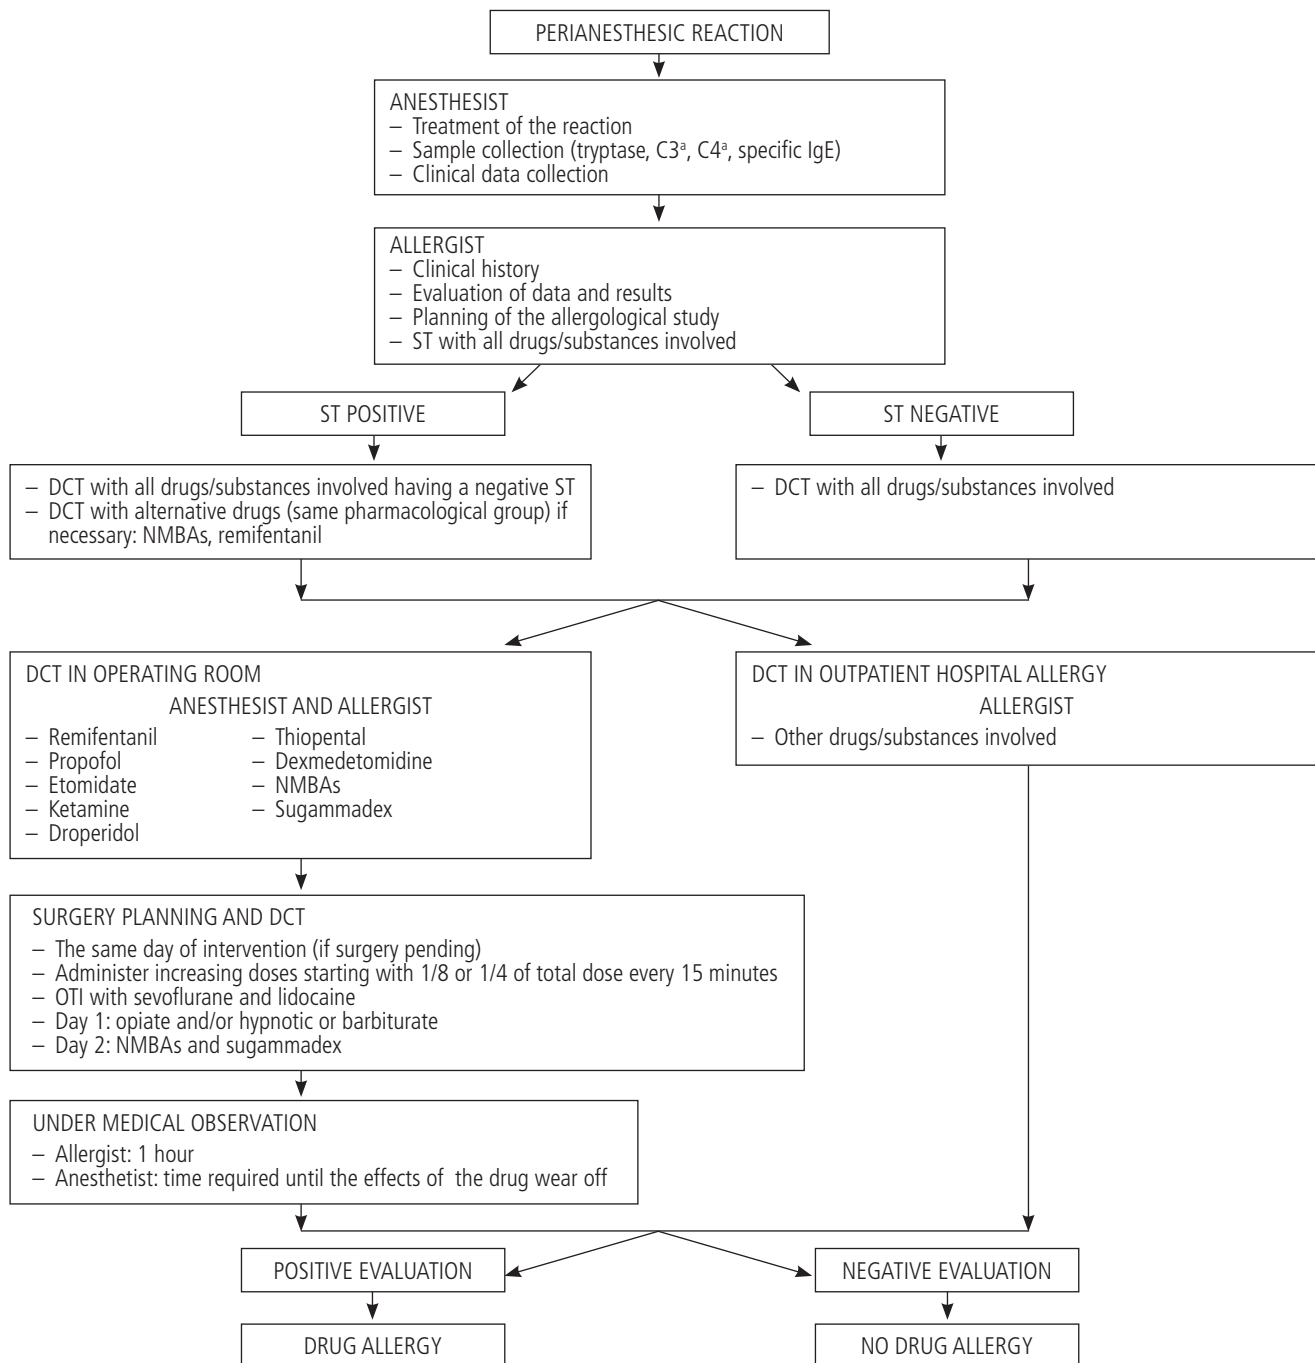 PERIANESTHESIC REACTION
ANESTHESIST
– Treatment of the reaction
– Sample collection (tryptase, C3ᵃ, C4ᵃ, specific IgE)
– Clinical data collection
ALLERGIST
– Clinical history
– Evaluation of data and results
– Planning of the allergological study
– ST with all drugs/substances involved
ST POSITIVE
ST NEGATIVE
– DCT with all drugs/substances involved having a negative ST
– DCT with alternative drugs (same pharmacological group) if
necessary: NMBAs, remifentanil
– DCT with all drugs/substances involved
DCT IN OPERATING ROOM
ANESTHESIST AND ALLERGIST
– Remifentanil
– Propofol
– Etomidate
– Ketamine
– Droperidol
– Thiopental
– Dexmedetomidine
– NMBAs
– Sugammadex
DCT IN OUTPATIENT HOSPITAL ALLERGY
ALLERGIST
– Other drugs/substances involved
SURGERY PLANNING AND DCT
– The same day of intervention (if surgery pending)
– Administer increasing doses starting with 1/8 or 1/4 of total dose every 15 minutes
– OTI with sevoflurane and lidocaine
– Day 1: opiate and/or hypnotic or barbiturate
– Day 2: NMBAs and sugammadex
UNDER MEDICAL OBSERVATION
– Allergist: 1 hour
– Anesthetist: time required until the effects of the drug wear off
POSITIVE EVALUATION
NEGATIVE EVALUATION
DRUG ALLERGY
NO DRUG ALLERGY